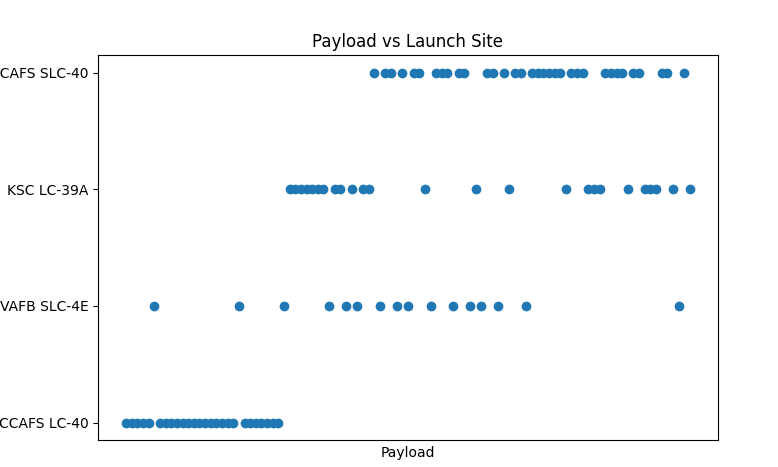 Payload vs Launch Site
CAFS SLC-40
KSC LC-39A
VAFB SLC-4E
CCAFS LC-40
Payload